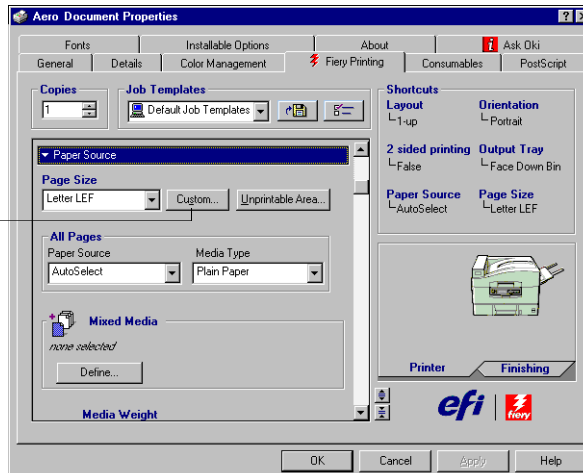 Aero Document Properties
Fonts Installable Options About Ask Oki
General Details Color Management Fiery Printing Consumables PostScript
Copies
1
Job Templates
Default Job Templates
Paper Source
Page Size
Letter LEF Custom... Unprintable Area...
All Pages
Paper Source Media Type
AutoSelect Plain Paper
Mixed Media
none selected
Define...
Media Weight
Shortcuts
Layout Orientation
1-up Portrait
2 sided printing Output Tray
False Face Down Bin
Paper Source Page Size
AutoSelect Letter LEF
Printer Finishing
efi fiery
OK Cancel Apply Help